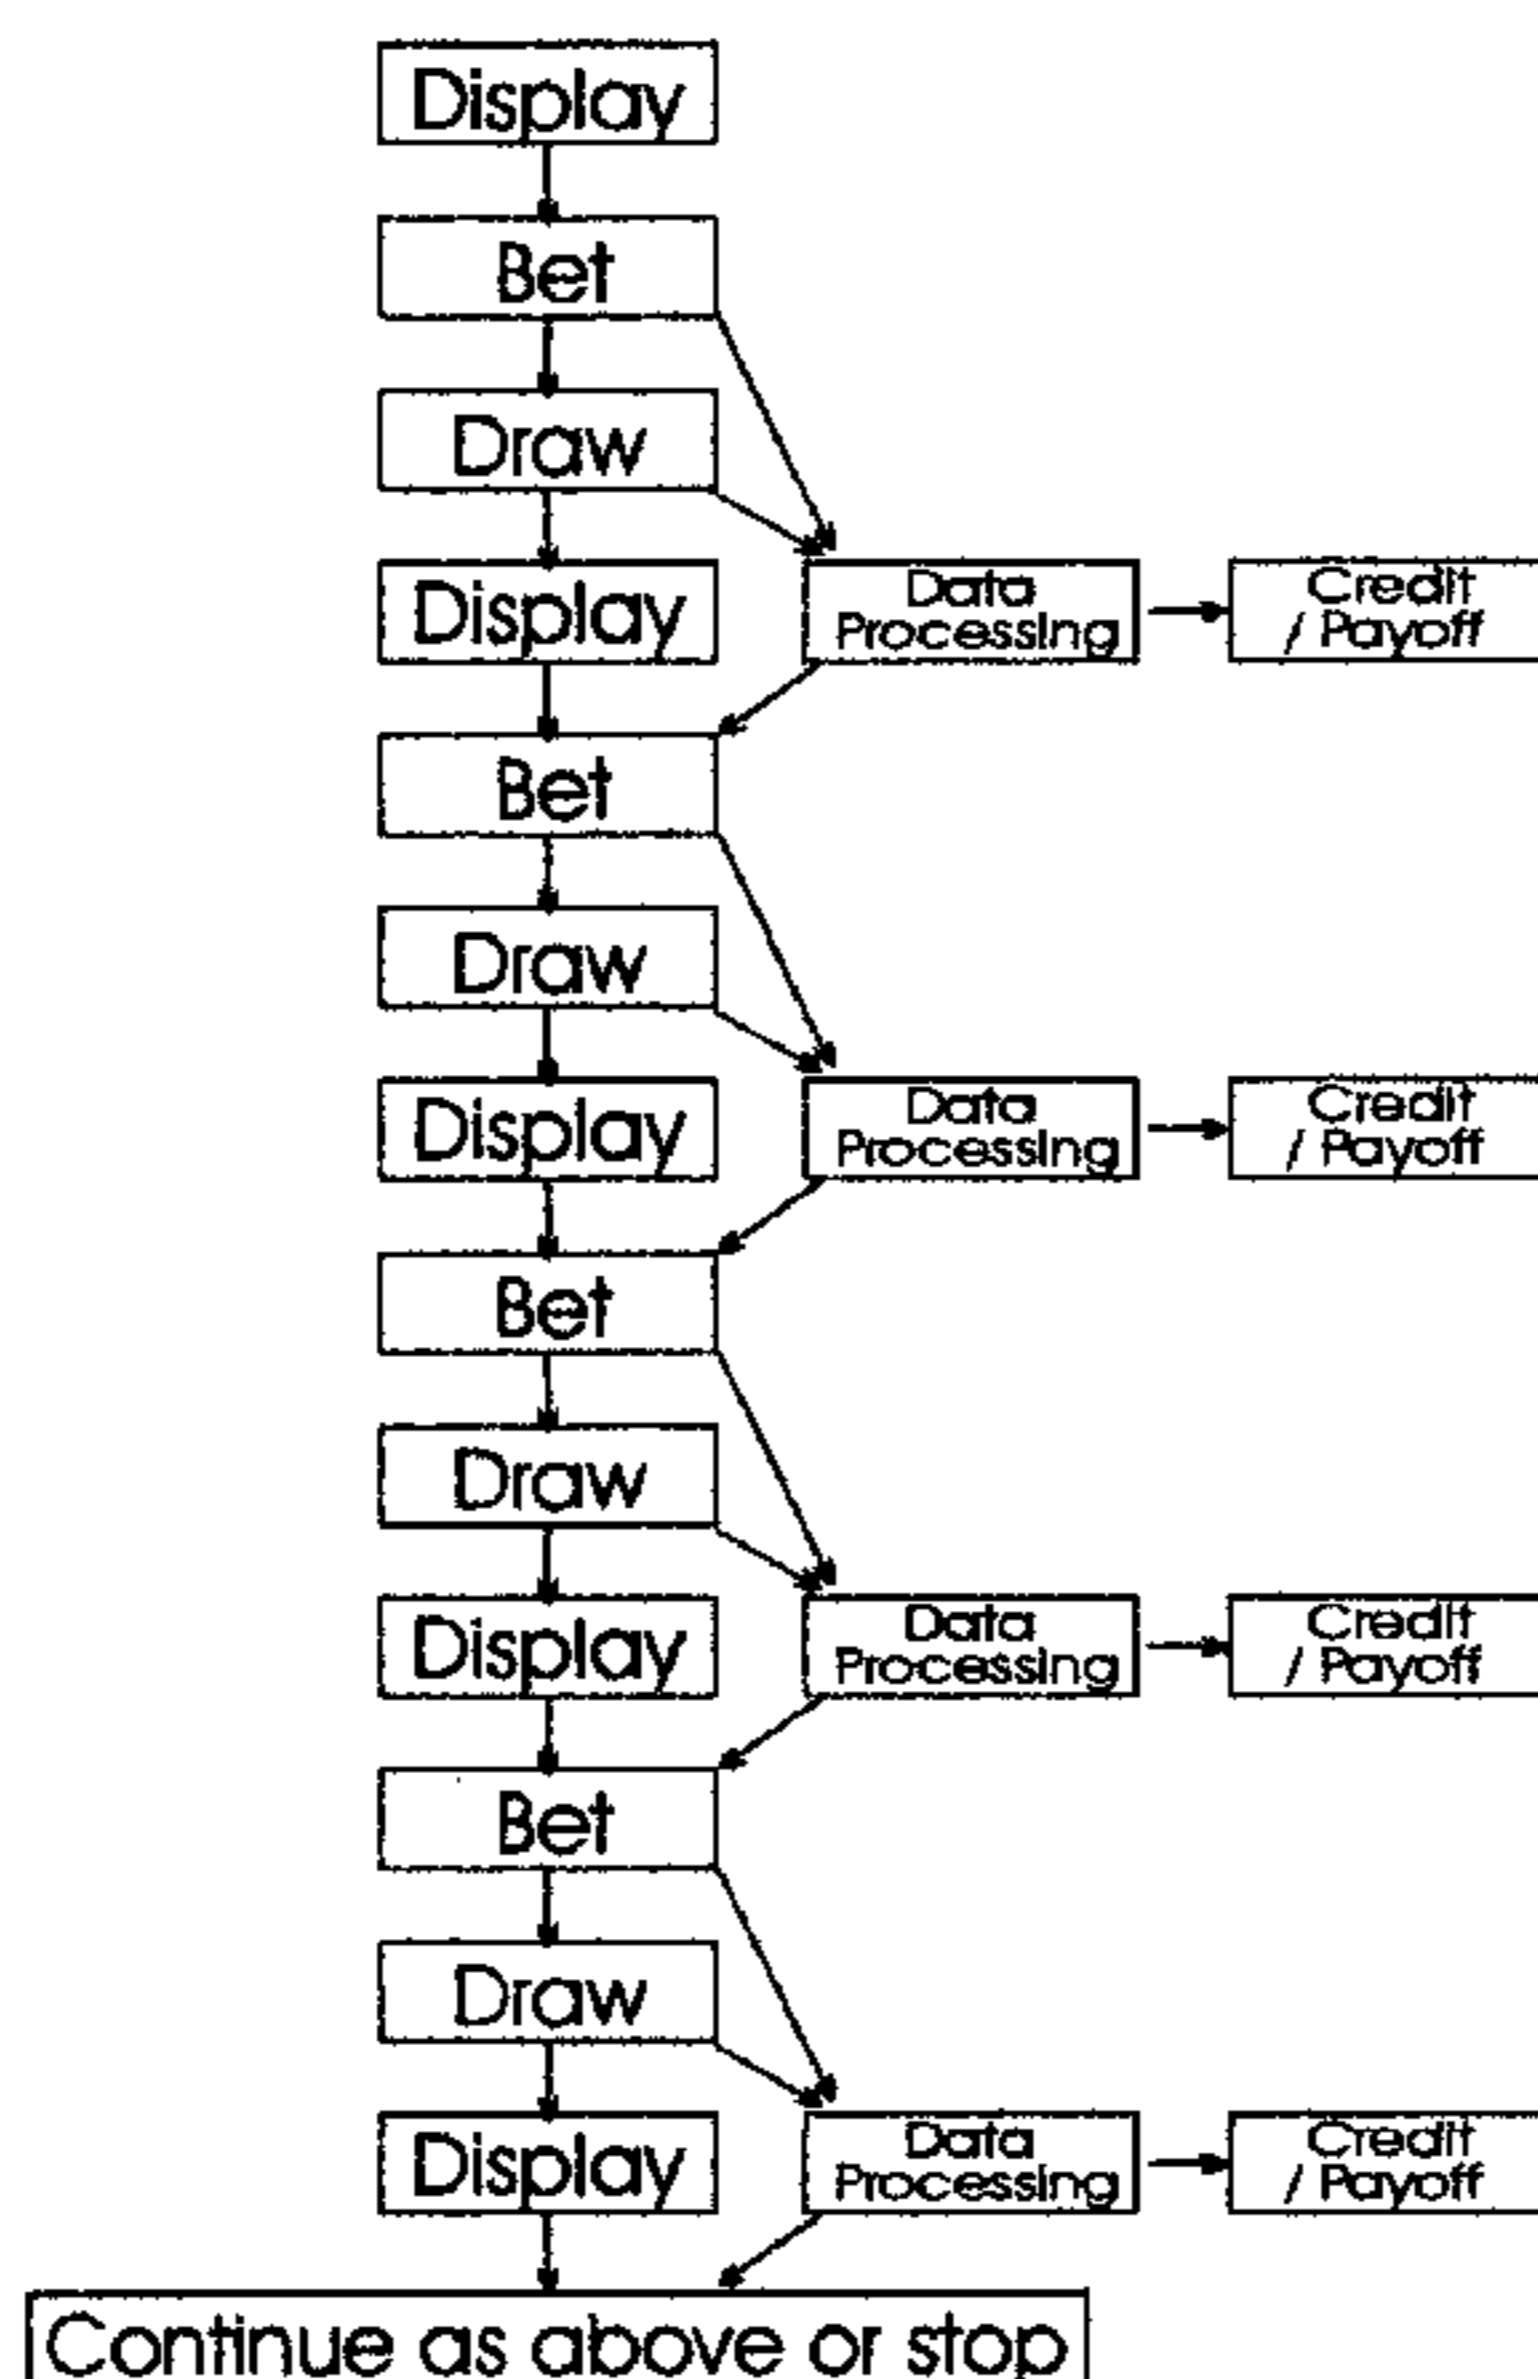 Display
Bet
Draw
Display
Data
Processing
Credit
/ Payoff
Bet
Draw
Display
Data
Processing
Credit
/ Payoff
Bet
Draw
Display
Data
Processing
Credit
/ Payoff
Bet
Draw
Display
Data
Processing
Credit
/ Payoff
Continue as above or stop